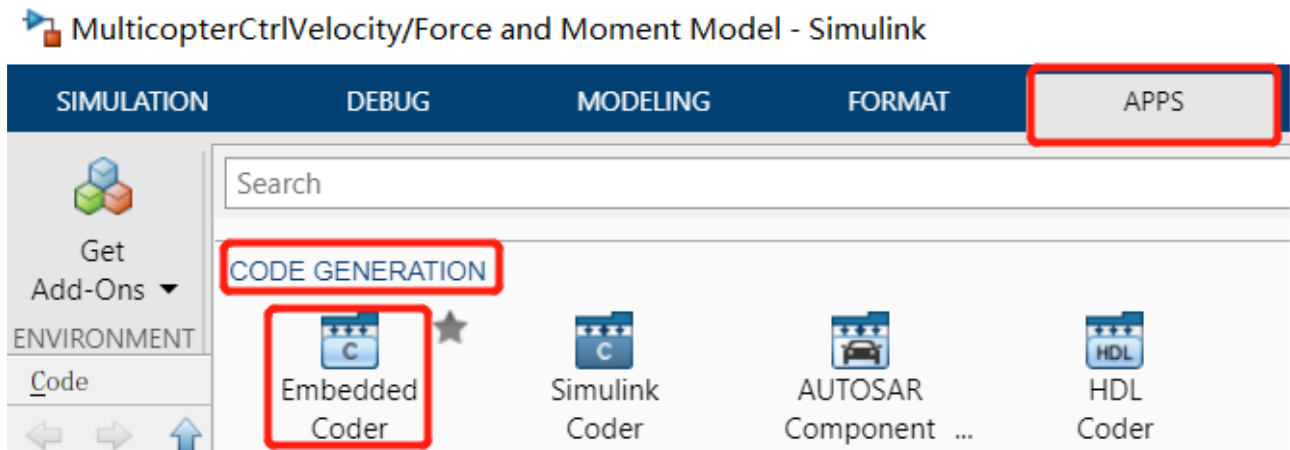 MulticopterCtrlVelocity/Force and Moment Model - Simulink
SIMULATION DEBUG MODELING FORMAT APPS
Search
Get
Add-Ons
ENVIRONMENT
Code
CODE GENERATION
C
Embedded
Coder
C
Simulink
Coder
AUTOSAR
Component ...
HDL
HDL
Coder